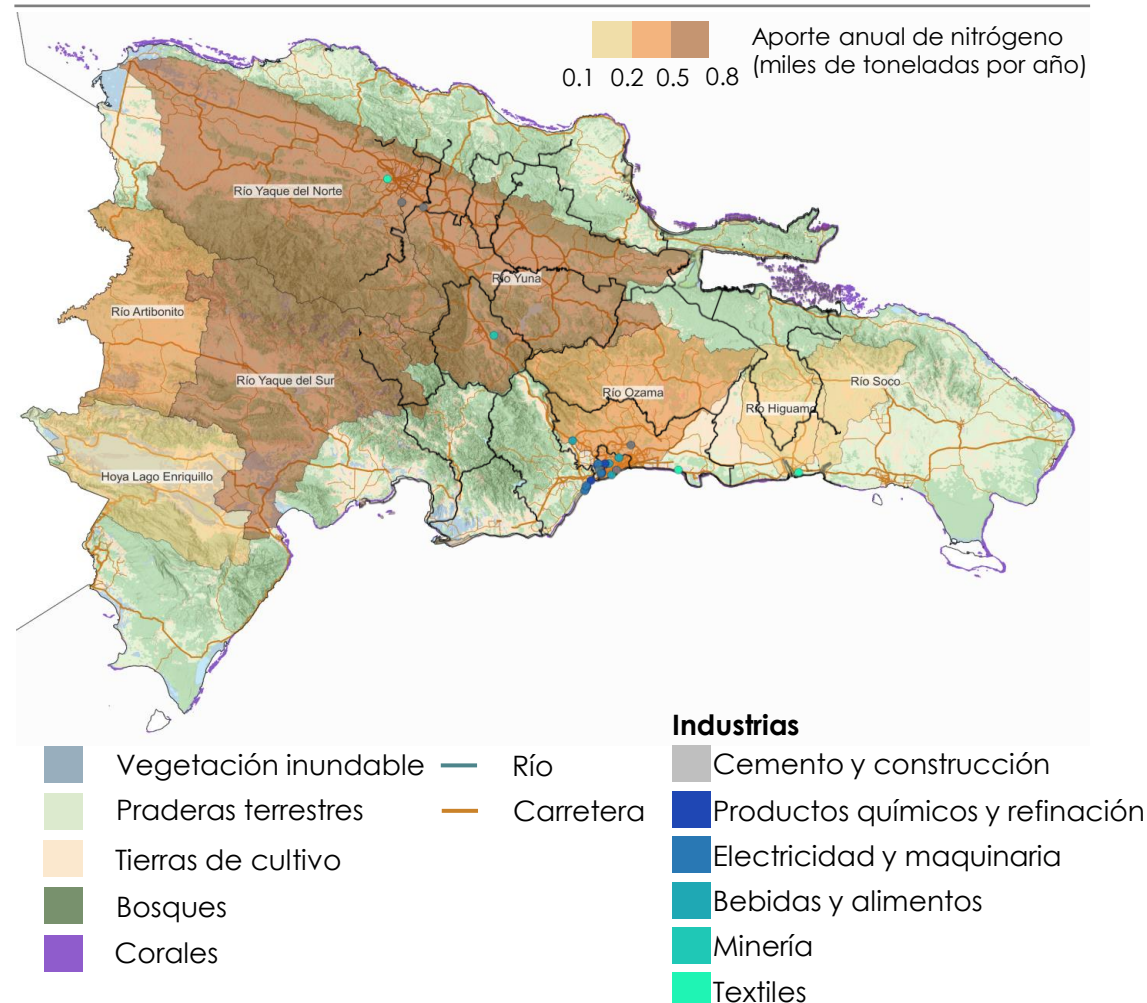 Aporte anual de nitrógeno
(miles de toneladas por año)
0.1 0.2 0.5 0.8
Río Yaque del Norte
Río Yuna
Río Artibonito
Río Yaque del Sur
Río Ozama
Río Soco
Río Higuamo
Hoya Lago Enriquillo
Vegetación inundable
Praderas terrestres
Tierras de cultivo
Bosques
Corales
Río
Carretera
Industrias
Cemento y construcción
Productos químicos y refinación
Electricidad y maquinaria
Bebidas y alimentos
Minería
Textiles